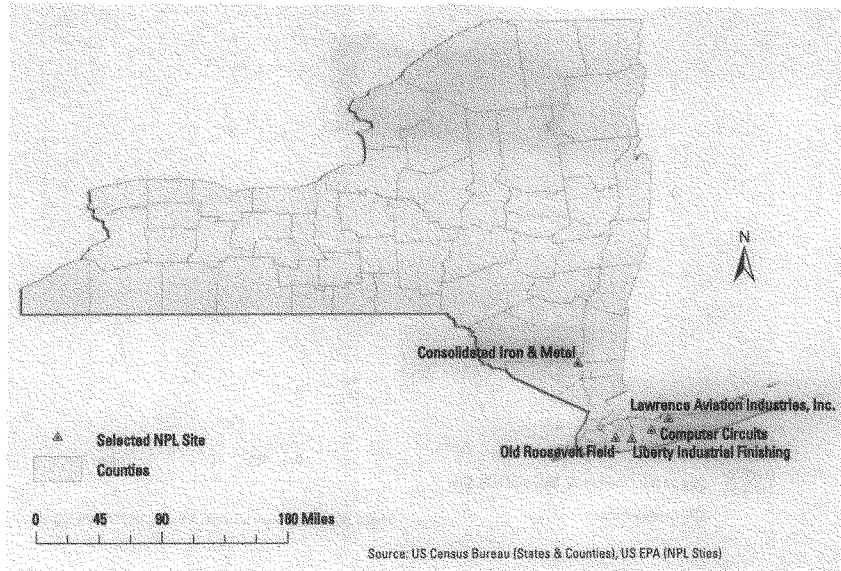 N
Consolidated Iron & Metal
Lawrence Aviation Industries, Inc.
Computer Circuits
Old Roosevelt Field
Liberty Industrial Finishing
Selected NPL Site
Counties
0 45 90 180 Miles
Source: US Census Bureau (States & Counties), US EPA (NPL Sties)